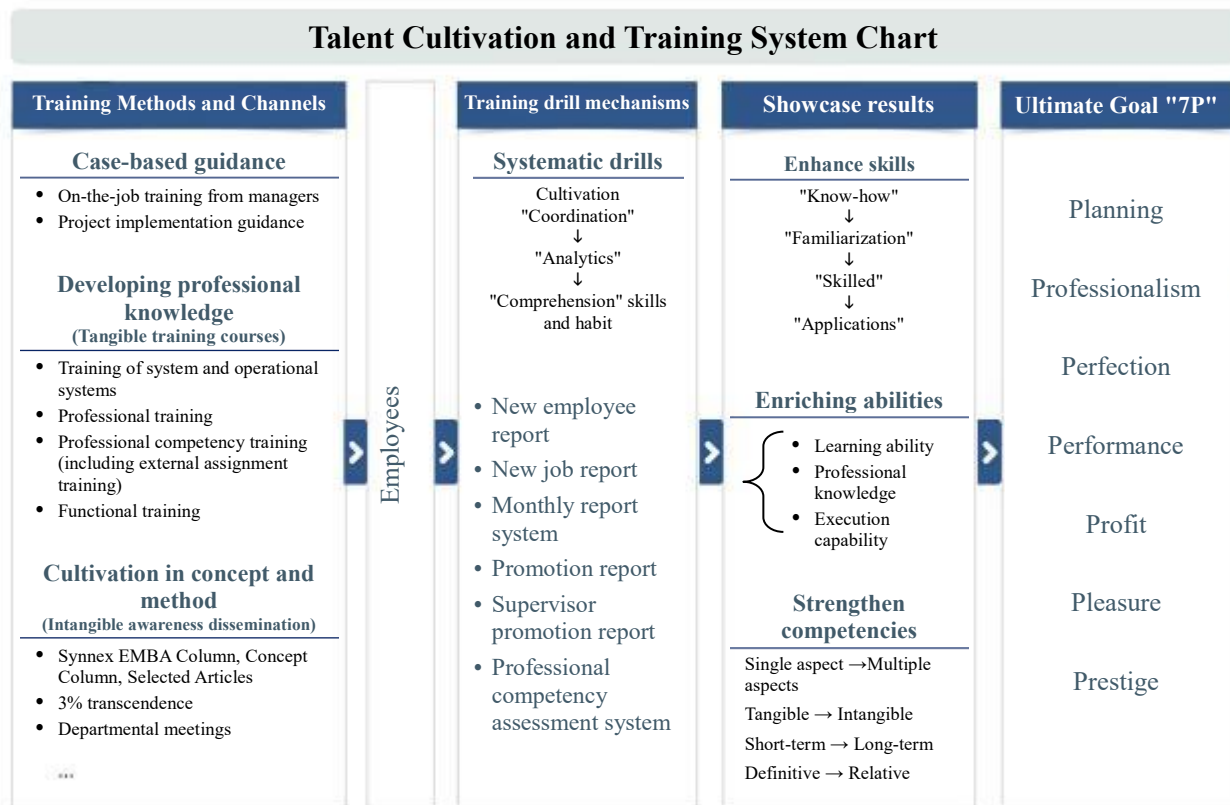 Talent Cultivation and Training System Chart
Training Methods and Channels
Case-based guidance
• On-the-job training from managers
• Project implementation guidance
Developing professional
knowledge
(Tangible training courses)
• Training of system and operational
systems
• Professional training
• Professional competency training
(including external assignment
training)
• Functional training
Cultivation in concept and
method
(Intangible awareness dissemination)
• Synnex EMBA Column, Concept
Column, Selected Articles
• 3% transcendence
• Departmental meetings
...
Employees
Training drill mechanisms
Systematic drills
Cultivation
"Coordination"
↓
"Analytics"
↓
"Comprehension" skills
and habit
• New employee
report
• New job report
• Monthly report
system
• Promotion report
• Supervisor
promotion report
• Professional
competency
assessment system
Showcase results
Enhance skills
"Know-how"
↓
"Familiarization"
↓
"Skilled"
↓
"Applications"
Enriching abilities
• Learning ability
• Professional
knowledge
• Execution
capability
Strengthen
competencies
Single aspect →Multiple
aspects
Tangible → Intangible
Short-term → Long-term
Definitive → Relative
Ultimate Goal "7P"
Planning
Professionalism
Perfection
Performance
Profit
Pleasure
Prestige